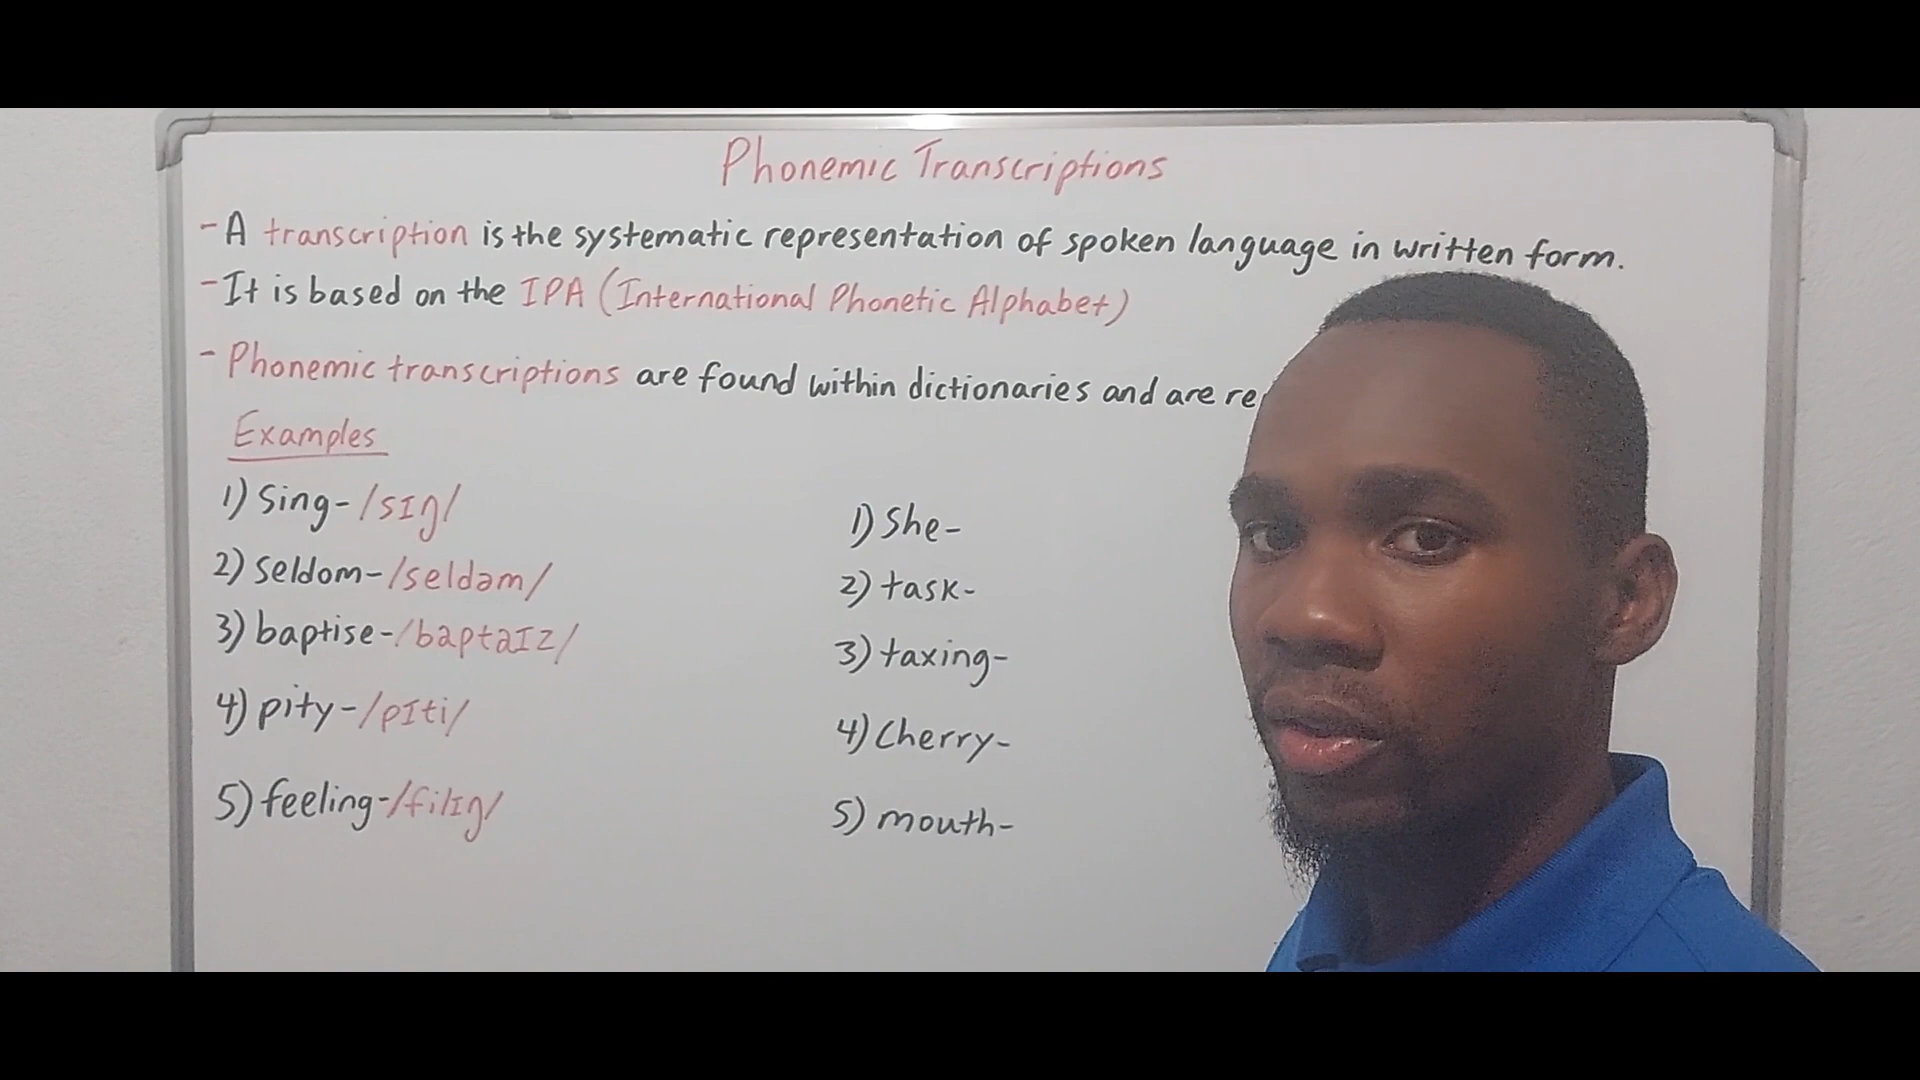 Phonemic Transcriptions
- A transcription is the systematic representation of spoken language in written form.
- It is based on the IPA (International Phonetic Alphabet)
- Phonemic transcriptions are found within dictionaries and are
Examples
1) Sing - /sɪŋ/
2) seldom - /seldəm/
3) baptise - /baptaɪz/
4) pity - /pɪti/
5) feeling - /filɪŋ/
1) She -
2) task -
3) taxing -
4) Cherry -
5) mouth -